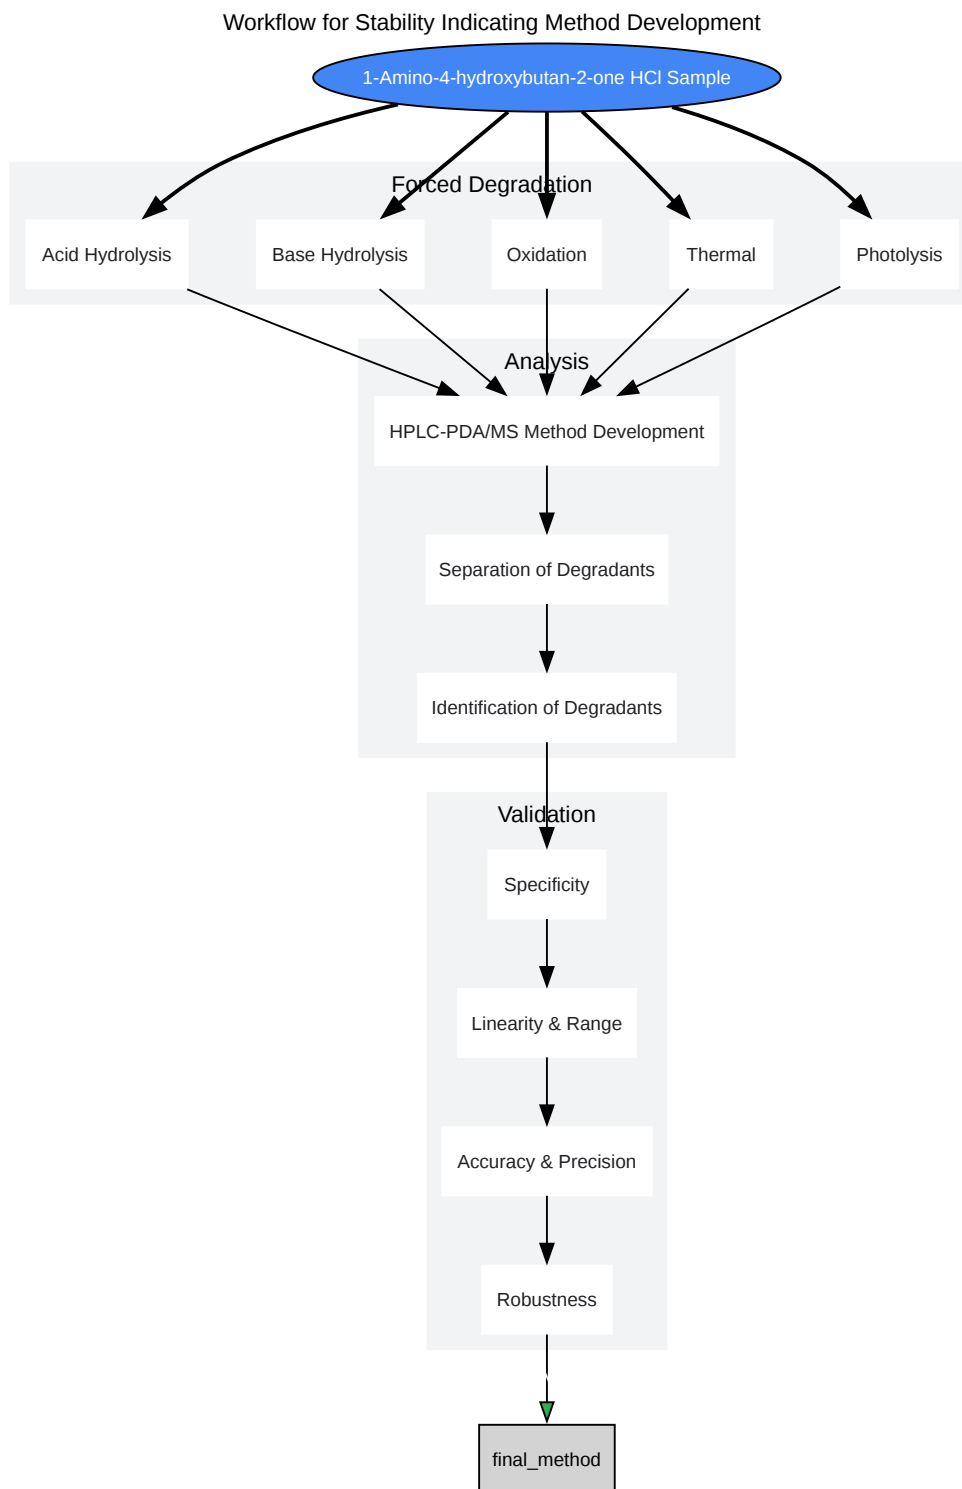 Workflow for Stability Indicating Method Development
1-Amino-4-hydroxybutan-2-one HCl Sample
Forced Degradation
Acid Hydrolysis
Base Hydrolysis
Oxidation
Thermal
Photolysis
Analysis
HPLC-PDA/MS Method Development
Separation of Degradants
Identification of Degradants
Validation
Specificity
Linearity & Range
Accuracy & Precision
Robustness
final_method